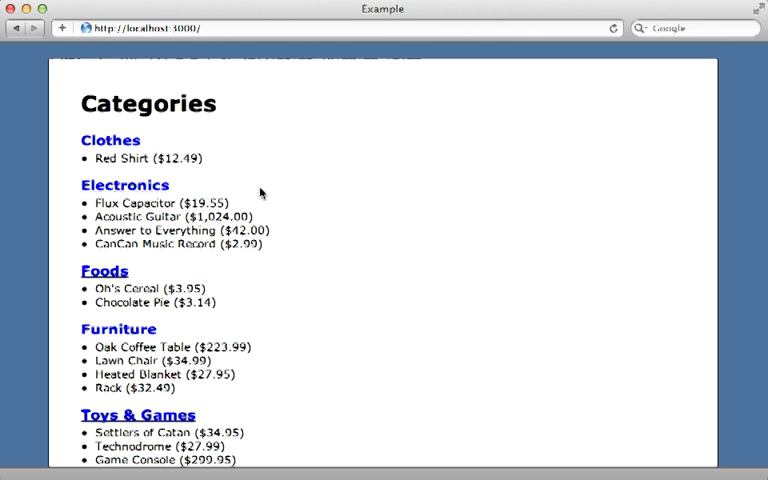 Example
http://localhost:3000/
Google
Categories
Clothes
Red Shirt ($12.49)
Electronics
Flux Capacitor ($19.55)
Acoustic Guitar ($1,024.00)
Answer to Everything ($42.00)
CanCan Music Record ($2.99)
Foods
Oh's Cereal ($3.95)
Chocolate Pie ($3.14)
Furniture
Oak Coffee Table ($223.99)
Lawn Chair ($34.99)
Heated Blanket ($27.95)
Rack ($32.49)
Toys & Games
Settlers of Catan ($34.95)
Technodrome ($27.99)
Game Console ($299.95)